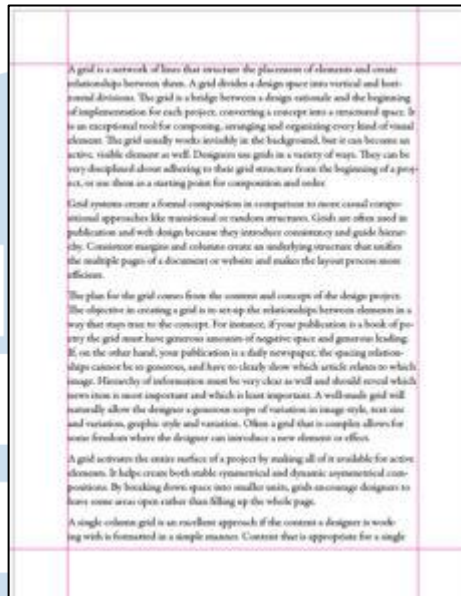 A grid is a network of lines that structure the placement of elements and create
relationships between them. A grid divides a design space into vertical and hori-
zontal divisions. The grid is a bridge between a design rationale and the beginning
of implementation for each project, converting a concept into a structured space. It
is an exceptional tool for composing, arranging and organizing every kind of visual
element. The grid usually works invisibly in the background, but it can become an
active, visible element as well. Designers use grids in a variety of ways. They can be
very disciplined about adhering to their grid structure from the beginning of a proj-
ect, or use them as a starting point for composition and order.
Grid systems create a formal composition in comparison to more casual compo-
sitional approaches like transitional or random structures. Grids are often used in
publication and web design because they introduce consistency and guide hierar-
chy. Consistent margins and columns create an underlying structure that unifies
the multiple pages of a document or website and makes the layout process more
efficient.
The plan for the grid comes from the content and concept of the design project.
The objective in creating a grid is to set-up the relationships between elements in a
way that stays true to the concept. For instance, if your publication is a book of po-
etry the grid must have generous amounts of negative space and generous leading.
If, on the other hand, your publication is a daily newspaper, the spacing relation-
ships cannot be so generous, and have to clearly show which article relates to which
image. Hierarchy of information must be very clear as well and should reveal which
news item is most important and which is least important. A well-made grid will
naturally allow the designer a generous scope of variation in image style, text size
and variation, graphic style and variation. Often a grid that is complex allows for
some freedom where the designer can introduce a new element or effect.
A grid activates the entire surface of a project by making all of it available for active
elements. It helps create both stable symmetrical and dynamic asymmetrical com-
positions. By breaking down space into smaller units, grids encourage designers to
leave some areas open rather than filling up the whole page.
A single column grid is an excellent approach if the content a designer is work-
ing with is formatted in a simple manner. Content that is appropriate for a single